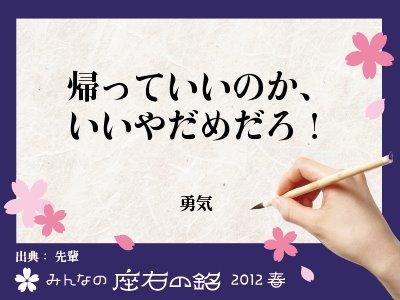 帰っていいのか、
いいやだめだろ！
勇気
出典： 先輩
みんなの 座右の銘 2012 春